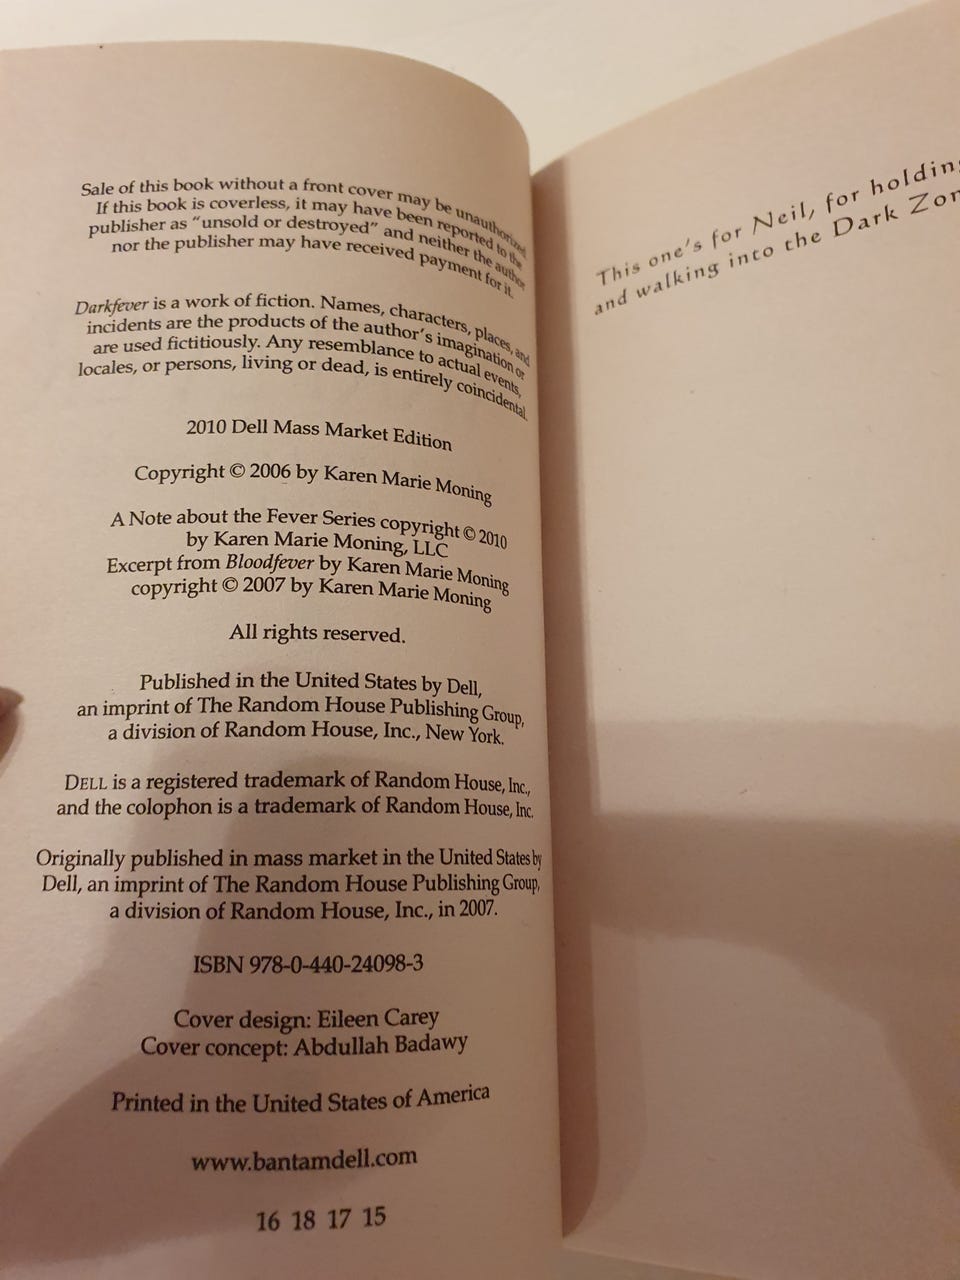 Sale of this book without a front cover may be unauthorized
If this book is coverless, it may have been reported to the
publisher as "unsold or destroyed" and neither the author
nor the publisher may have received payment for it.
Darkfever is a work of fiction. Names, characters, places, and
incidents are the products of the author's imagination or
are used fictitiously. Any resemblance to actual events,
locales, or persons, living or dead, is entirely coincidental.
2010 Dell Mass Market Edition
Copyright © 2006 by Karen Marie Moning
A Note about the Fever Series copyright © 2010
by Karen Marie Moning, LLC
Excerpt from Bloodfever by Karen Marie Moning
copyright © 2007 by Karen Marie Moning
All rights reserved.
Published in the United States by Dell,
an imprint of The Random House Publishing Group,
a division of Random House, Inc., New York.
DELL is a registered trademark of Random House, Inc.,
and the colophon is a trademark of Random House, Inc.
Originally published in mass market in the United States by
Dell, an imprint of The Random House Publishing Group,
a division of Random House, Inc., in 2007.
ISBN 978-0-440-24098-3
Cover design: Eileen Carey
Cover concept: Abdullah Badawy
Printed in the United States of America
www.bantamdell.com
16 18 17 15
This one's for Neil, for holdin
and walking into the Dark Zon